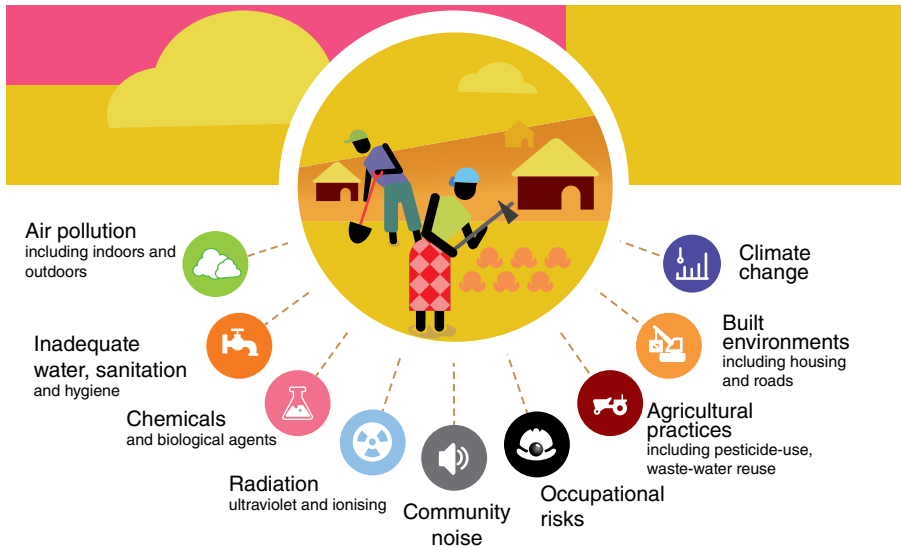 Air pollution
including indoors and
outdoors
Inadequate
water, sanitation
and hygiene
Chemicals
and biological agents
Radiation
ultraviolet and ionising
Community
noise
Occupational
risks
Agricultural
practices
including pesticide-use,
waste-water reuse
Built
environments
including housing
and roads
Climate
change